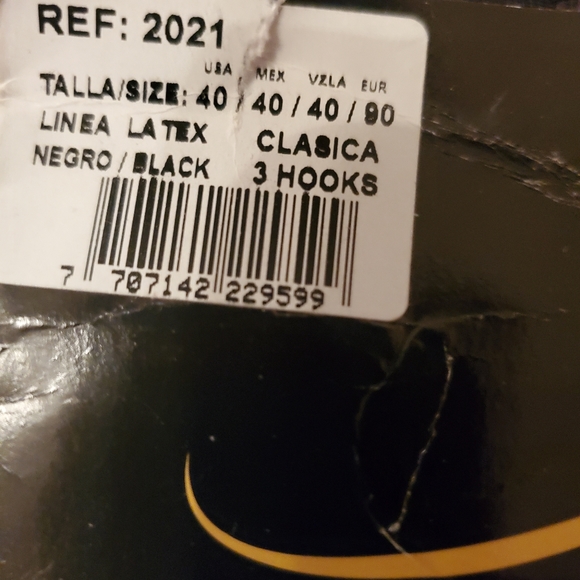 REF: 2021
USA MEX VZLA EUR
TALLA/SIZE: 40 / 40 / 40 / 90
LINEA LATEX CLASICA
NEGRO/BLACK 3 HOOKS
7 707142 229599